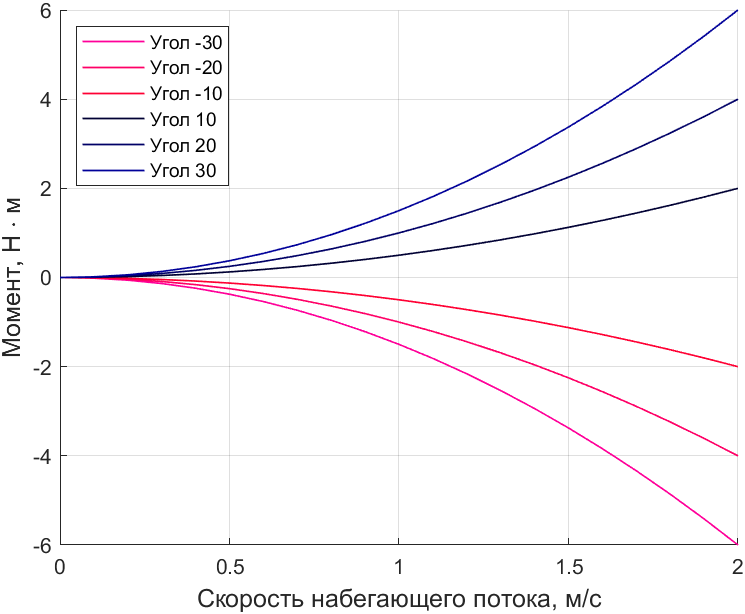 6
4
2
0
-2
-4
-6
Момент, Н · м
Угол -30
Угол -20
Угол -10
Угол 10
Угол 20
Угол 30
0 0.5 1 1.5 2
Скорость набегающего потока, м/с